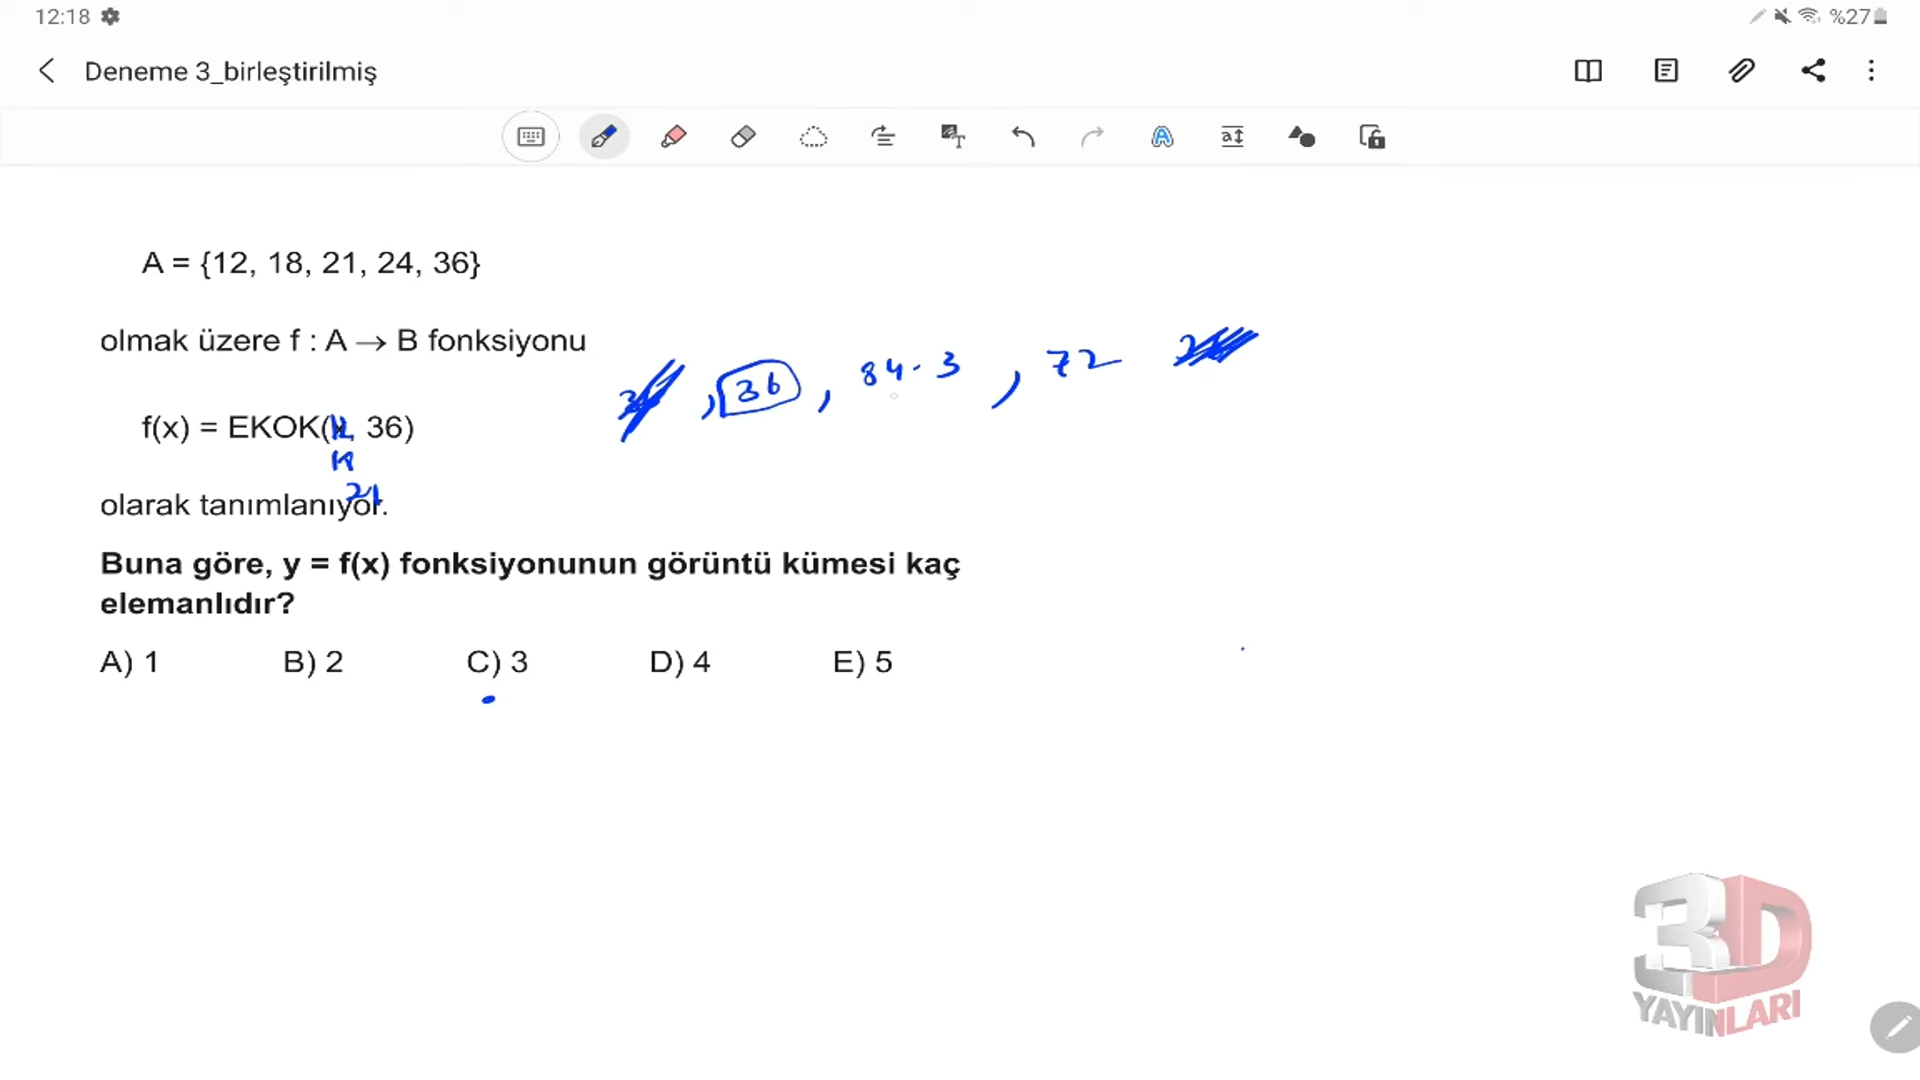 12:18
%27
Deneme 3_birleştirilmiş
A = {12, 18, 21, 24, 36}
olmak üzere f : A → B fonksiyonu
, 36 , 84·3 , 72
f(x) = EKOK(, 36)
18
21
olarak tanımlanıyor.
Buna göre, y = f(x) fonksiyonunun görüntü kümesi kaç
elemanlıdır?
A) 1 B) 2 C) 3 D) 4 E) 5
3D
YAYINLARI